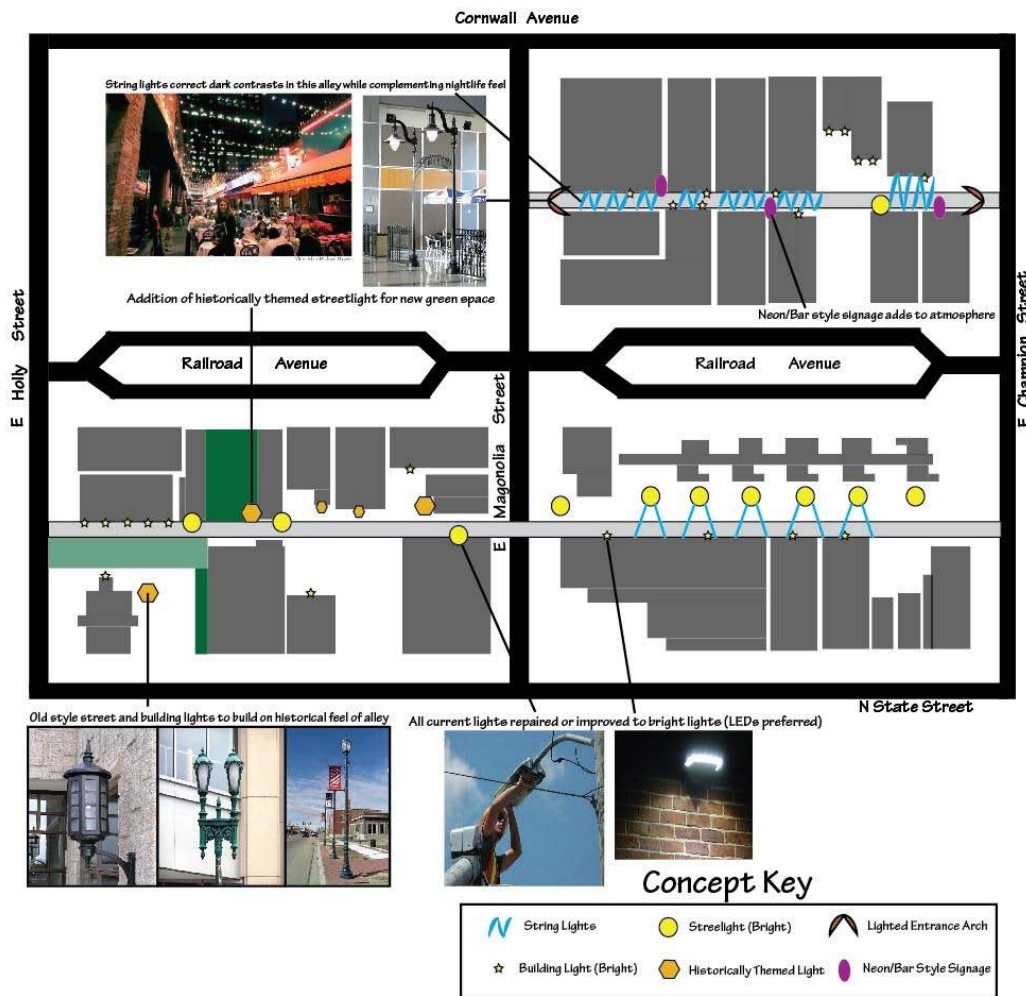 Cornwall Avenue
String lights correct dark contrasts in this alley while complementing nightlife feel
Addition of historically themed streetlight for new green space
Neon/Bar style signage adds to atmosphere
E Holly Street
Railroad Avenue
E Magonolia Street
Railroad Avenue
E Champion Street
N State Street
Old style street and building lights to build on historical feel of alley
All current lights repaired or improved to bright lights (LEDs preferred)
Concept Key
String Lights
Streelight (Bright)
Lighted Entrance Arch
Building Light (Bright)
Historically Themed Light
Neon/Bar Style Signage